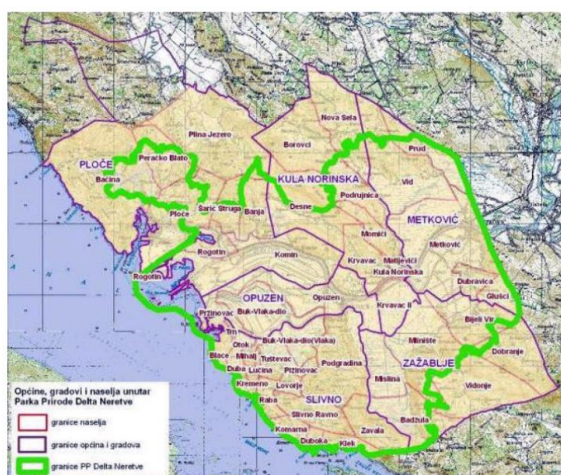 Nova Sela
Plina Jezero
Borovci
Prud
PLOČE
Peračko Blato
KULA NORINSKA
Vid
Baćina
Podrujnica
Ploče
Šarić Struga
Banja
Desne
METKOVIĆ
Momići
Rogotin
Komin
Krvavac
Matijevići
Metković
Kula Norinska
Rogotin
Dubravica
OPUZEN
Opuzen
Glušci
Pržinovac
Buk-Vlaka-dio
Krvavac II
Bijeli Vir
Trn
Otok
Buk-Vlaka-dio(Vlaka)
Mlinište
Dobranje
Blace
Mihalj
Tuštevac
ZAŽABLJE
Duba
Lučina
Pižinovac
Podgradina
Kremeno
Lovorje
Mislina
Vidonje
Raba
SLIVNO
Slivno Ravno
Badžula
Komarna
Zavala
Duboka
Klek
Općine, gradovi i naselja unutar
Parka Prirode Delta Neretve
granice naselja
granice općina i gradova
granice PP Delta Neretve